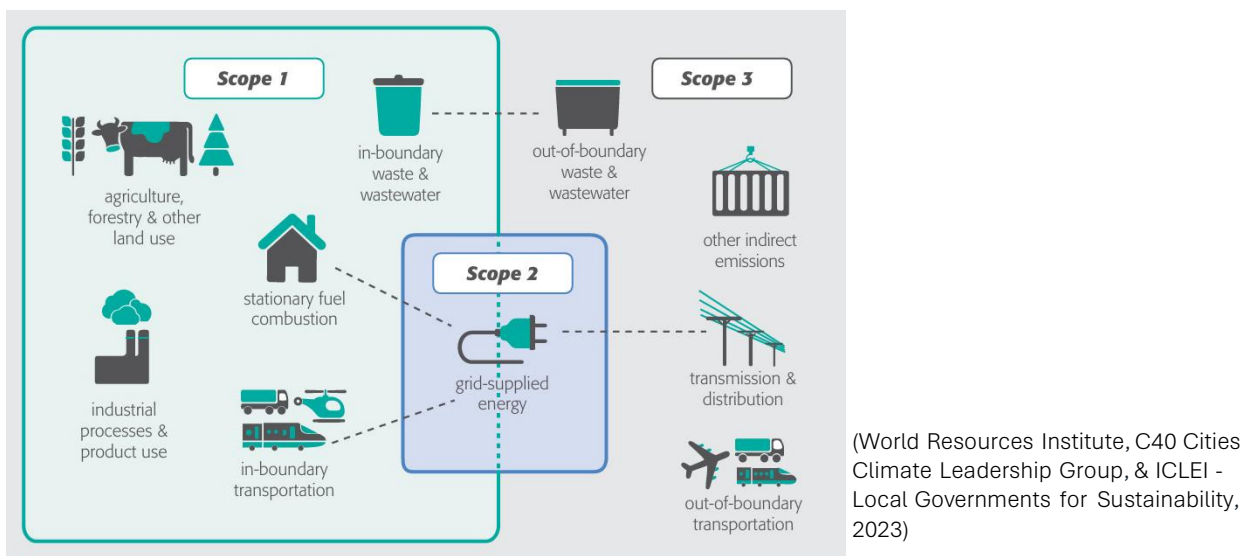 Scope 1
Scope 3
in-boundary
waste &
wastewater
out-of-boundary
waste &
wastewater
agriculture,
forestry & other
land use
other indirect
emissions
Scope 2
stationary fuel
combustion
grid-supplied
energy
transmission &
distribution
industrial
processes &
product use
in-boundary
transportation
out-of-boundary
transportation
(World Resources Institute, C40 Cities
Climate Leadership Group, & ICLEI -
Local Governments for Sustainability,
2023)